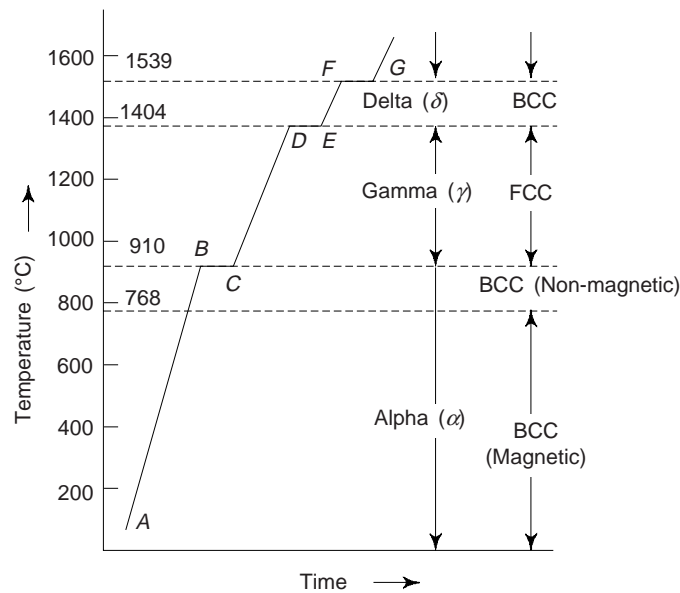 1600
1539
F
G
Delta (δ)
BCC
1404
1400
D
E
1200
Gamma (γ)
FCC
1000
910
B
C
BCC (Non-magnetic)
800
768
600
Alpha (α)
400
BCC
(Magnetic)
200
A
Temperature (°C)
Time